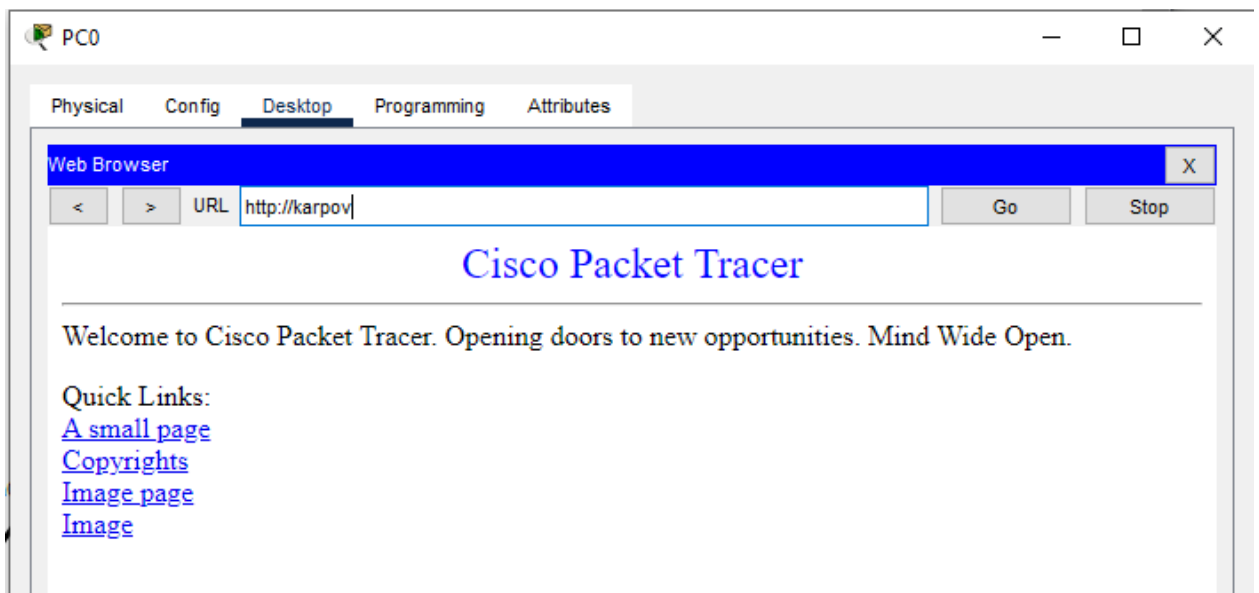 PC0
Physical Config Desktop Programming Attributes
Web Browser X
< > URL http://karpov Go Stop
Cisco Packet Tracer
Welcome to Cisco Packet Tracer. Opening doors to new opportunities. Mind Wide Open.
Quick Links:
A small page
Copyrights
Image page
Image